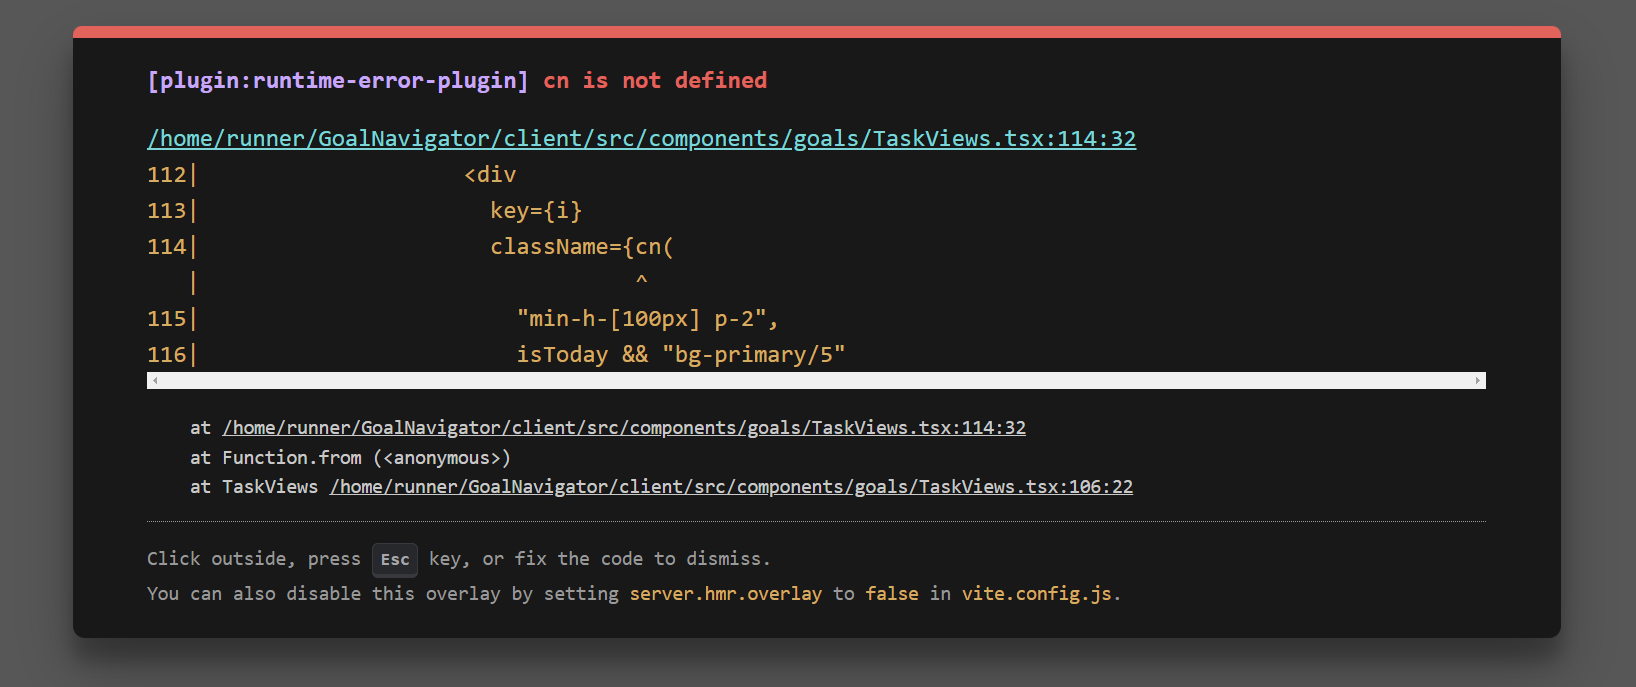 [plugin:runtime-error-plugin] cn is not defined
/home/runner/GoalNavigator/client/src/components/goals/TaskViews.tsx:114:32
112|                    <div
113|                      key={i}
114|                      className={cn(
   |                                 ^
115|                        "min-h-[100px] p-2",
116|                        isToday && "bg-primary/5"
at /home/runner/GoalNavigator/client/src/components/goals/TaskViews.tsx:114:32
at Function.from (<anonymous>)
at TaskViews /home/runner/GoalNavigator/client/src/components/goals/TaskViews.tsx:106:22
Click outside, press Esc key, or fix the code to dismiss.
You can also disable this overlay by setting server.hmr.overlay to false in vite.config.js.